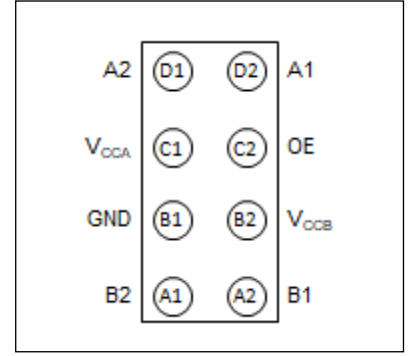 A2 D1 D2 A1
VCCA C1 C2 OE
GND B1 B2 VCCB
B2 A1 A2 B1